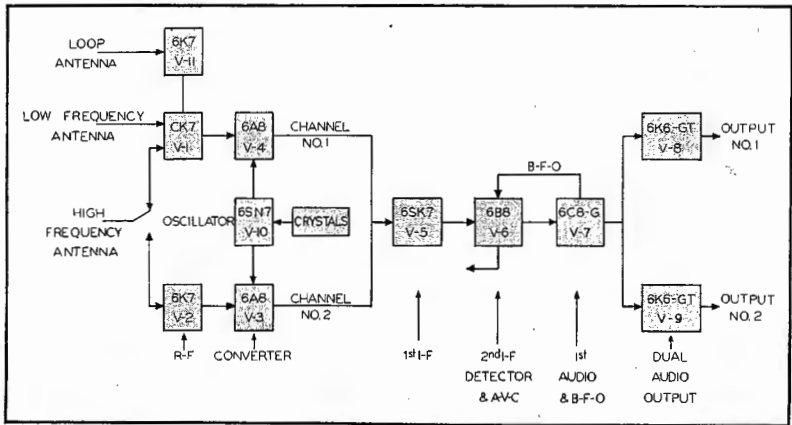 LOOP
ANTENNA
6K7
V-11
LOW FREQUENCY
ANTENNA
CK7
V-1
6A8
V-4
CHANNEL
NO.1
HIGH
FREQUENCY
ANTENNA
OSCILLATOR
6SN7
V-10
CRYSTALS
6K7
V-2
6A8
V-3
CHANNEL
NO.2
R-F
CONVERTER
6SK7
V-5
B-F-O
6B8
V-6
6C8-G
V-7
6K6-GT
V-8
OUTPUT
NO.1
6K6-GT
V-9
OUTPUT
NO.2
1st I-F
2nd I-F
DETECTOR
& A-V-C
1st
AUDIO
& B-F-O
DUAL
AUDIO
OUTPUT